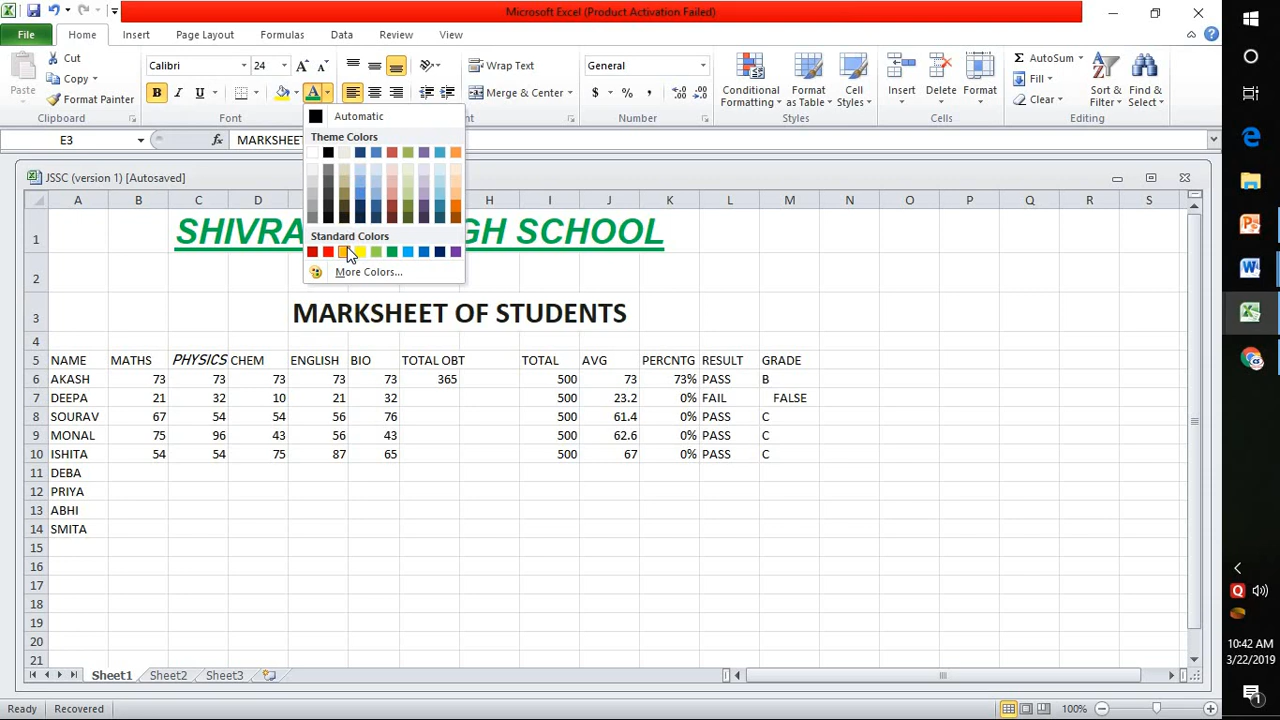 Microsoft Excel (Product Activation Failed)
File Home Insert Page Layout Formulas Data Review View
Paste
Cut
Copy
Format Painter
Clipboard
Calibri 24
B I U A
Font
Wrap Text
Merge & Center
General
$ % ,
Number
Conditional Formatting
Format as Table
Cell Styles
Styles
Insert Delete Format
Cells
AutoSum
Fill
Clear
Sort & Filter
Find & Select
E3 fx MARKSHEET
Automatic
Theme Colors
Standard Colors
More Colors...
JSSC (version 1) [Autosaved]
A B C D H I J K L M N O P Q R S
1 SHIVRA GH SCHOOL
2
3 MARKSHEET OF STUDENTS
4
5 NAME MATHS PHYSICS CHEM ENGLISH BIO TOTAL OBT TOTAL AVG PERCNTG RESULT GRADE
6 AKASH 73 73 73 73 73 365 500 73 73% PASS B
7 DEEPA 21 32 10 21 32 500 23.2 0% FAIL FALSE
8 SOURAV 67 54 54 56 76 500 61.4 0% PASS C
9 MONAL 75 96 43 56 43 500 62.6 0% PASS C
10 ISHITA 54 54 75 87 65 500 67 0% PASS C
11 DEBA
12 PRIYA
13 ABHI
14 SMITA
15
16
17
18
19
20
21
Sheet1 Sheet2 Sheet3
Ready Recovered 100%
10:42 AM
3/22/2019
1